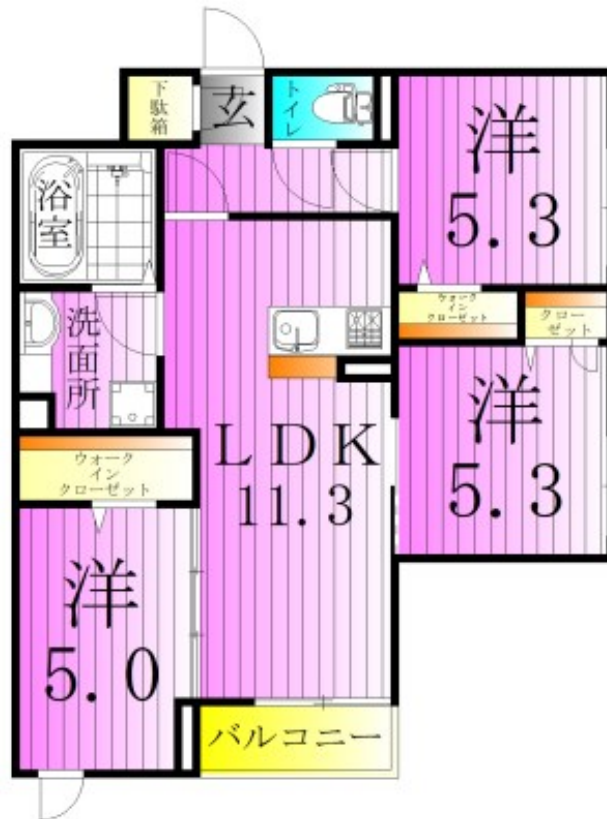 下駄箱
玄
トイレ
洋
5.3
浴室
ウォーク
イン
クローゼット
クロー
ゼット
洗面所
洋
5.3
LDK
11.3
ウォーク
イン
クローゼット
洋
5.0
バルコニー